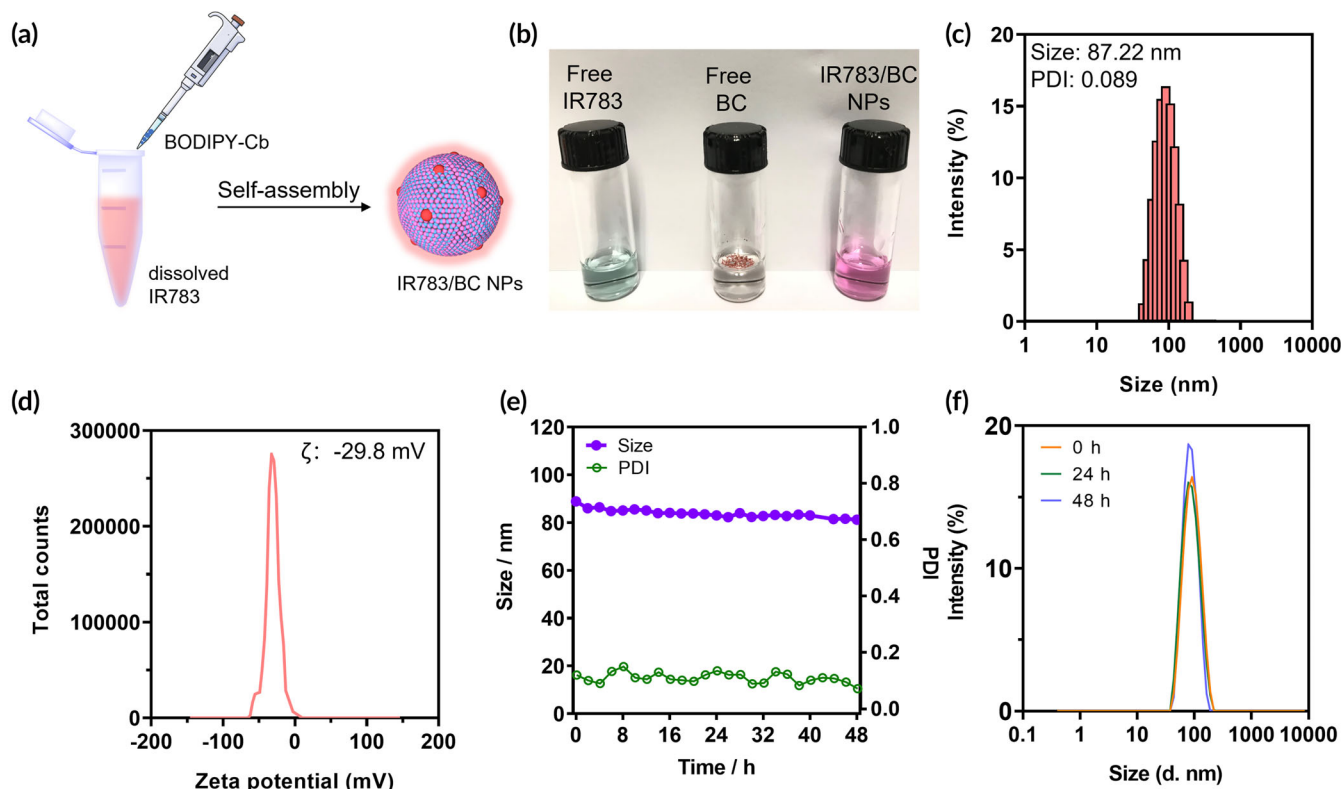 (a)
BODIPY-Cb
Self-assembly
dissolved
IR783
IR783/BC NPs
(b)
Free
IR783
Free
BC
IR783/BC
NPs
(c)
Size: 87.22 nm
PDI: 0.089
Intensity (%)
20
15
10
5
0
1 10 100 1000 10000
Size (nm)
(d)
ζ: -29.8 mV
Total counts
300000
200000
100000
0
-200 -100 0 100 200
Zeta potential (mV)
(e)
Size
PDI
Size / nm
120
100
80
60
40
20
0
PDI
1.0
0.8
0.6
0.4
0.2
0.0
0 8 16 24 32 40 48
Time / h
(f)
0 h
24 h
48 h
Intensity (%)
20
10
0
0.1 1 10 100 1000 10000
Size (d. nm)